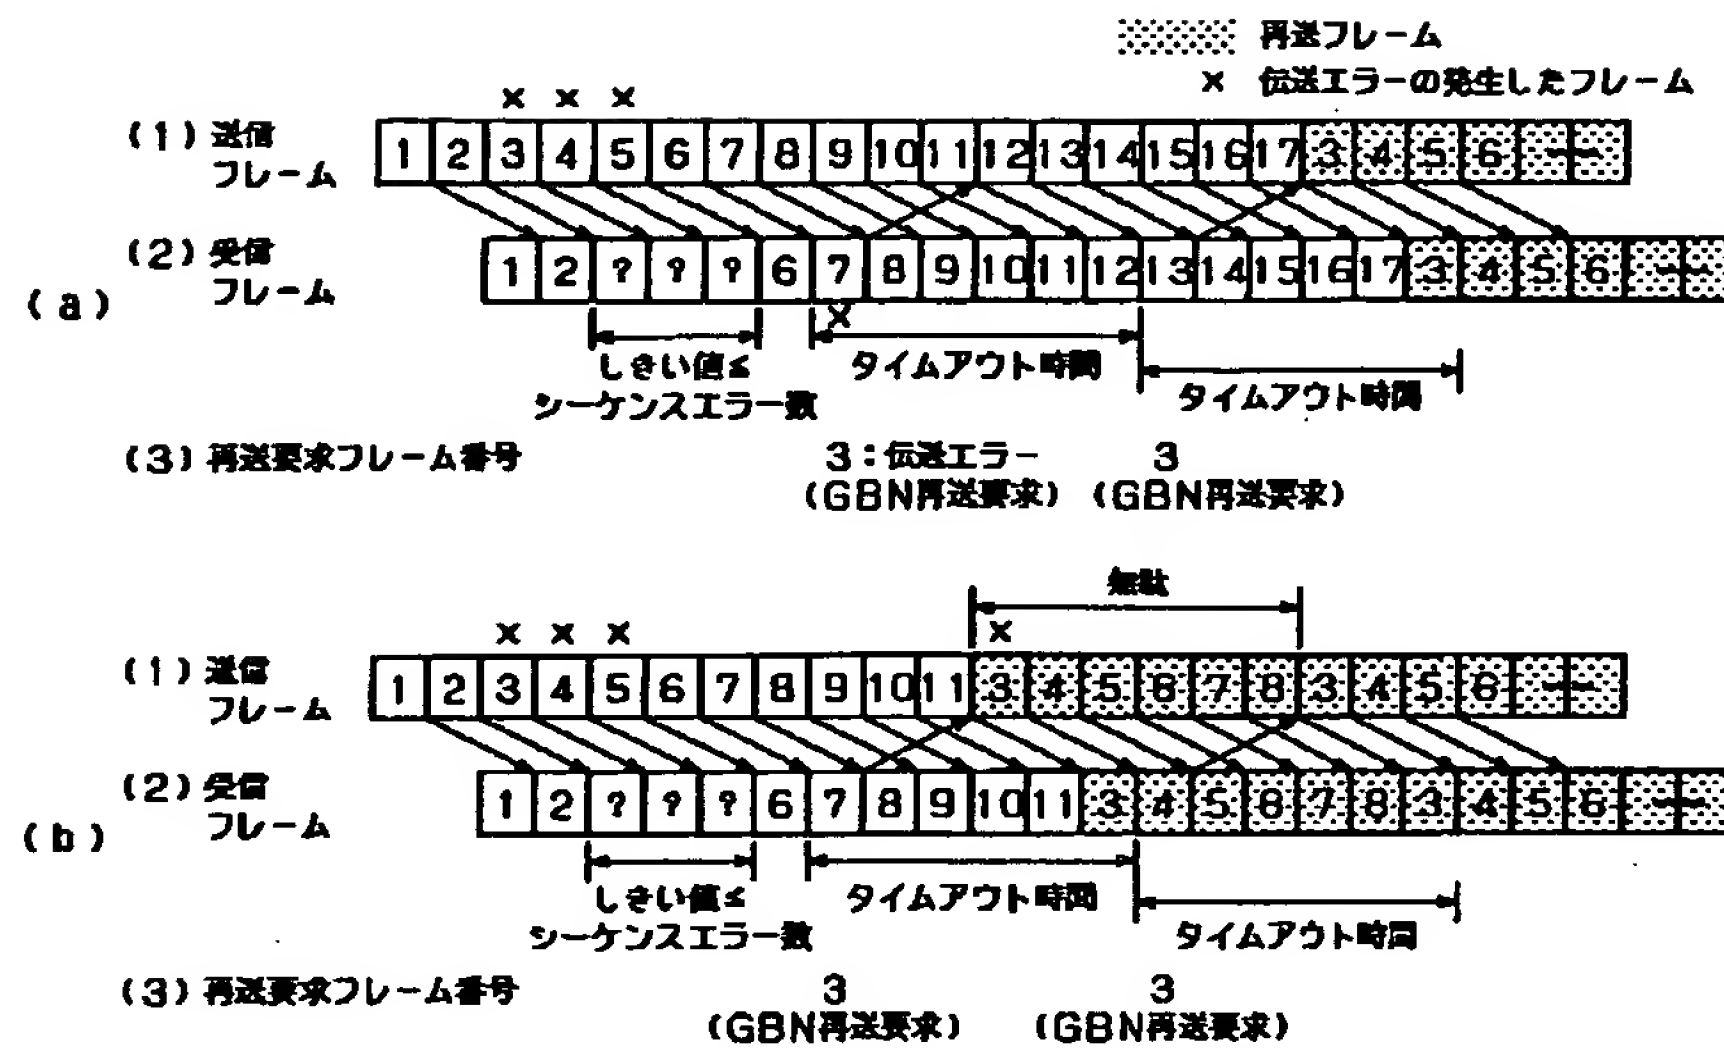 再送フレーム
× 伝送エラーの発生したフレーム
× × ×
(1) 送信フレーム 1 2 3 4 5 6 7 8 9 10 11 12 13 14 15 16 17 3 4 5 6 ──
(2) 受信フレーム 1 2 ? ? ? 6 7 8 9 10 11 12 13 14 15 16 17 3 4 5 6 ──
(a)
×
しきい値≤
シーケンスエラー数
タイムアウト時間
タイムアウト時間
(3) 再送要求フレーム番号 3:伝送エラー 3
(GBN再送要求) (GBN再送要求)
無駄
× × × ×
(1) 送信フレーム 1 2 3 4 5 6 7 8 9 10 11 3 4 5 6 7 8 3 4 5 6 ──
(2) 受信フレーム 1 2 ? ? ? 6 7 8 9 10 11 3 4 5 6 7 8 3 4 5 6 ──
(b)
しきい値≤
シーケンスエラー数
タイムアウト時間
タイムアウト時間
(3) 再送要求フレーム番号 3 3
(GBN再送要求) (GBN再送要求)